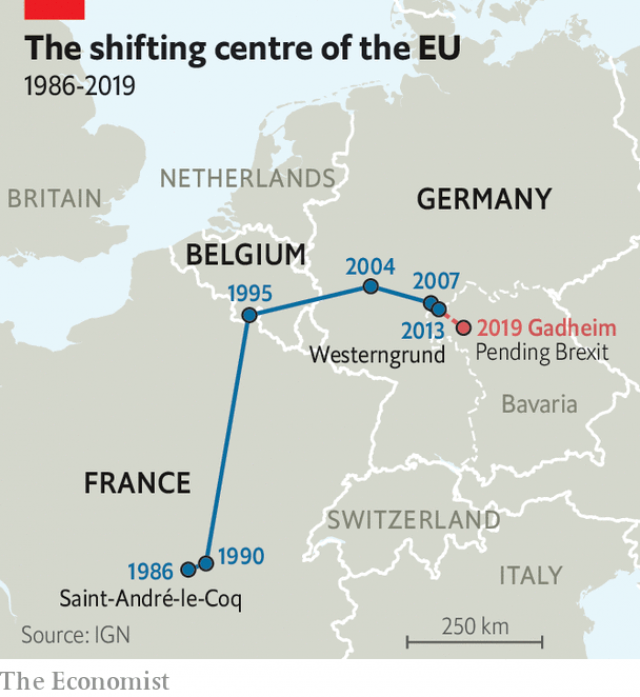 The shifting centre of the EU
1986-2019
BRITAIN
NETHERLANDS
GERMANY
BELGIUM
2004
2007
1995
2013
2019 Gadheim
Westerngrund
Pending Brexit
Bavaria
FRANCE
SWITZERLAND
1990
1986
ITALY
Saint-André-le-Coq
250 km
Source: IGN
The Economist